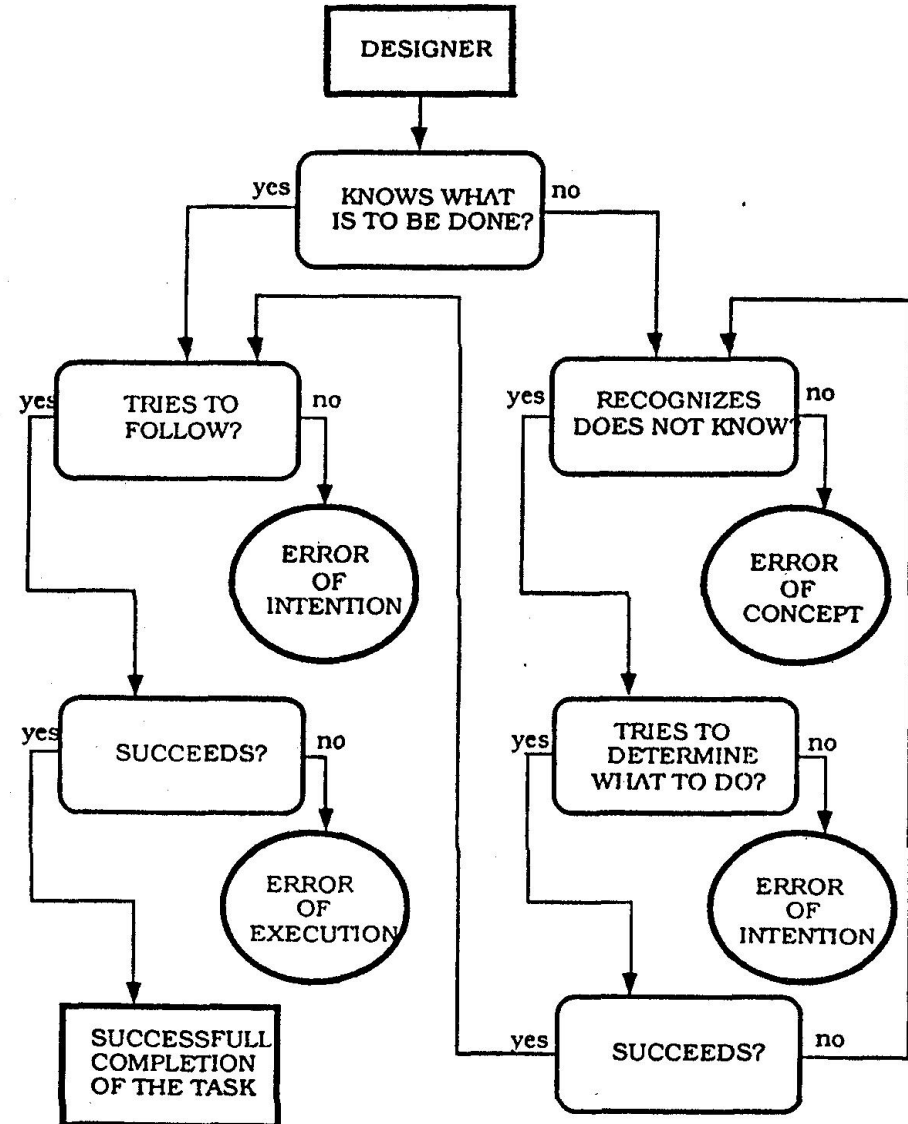 DESIGNER
yes
KNOWS WHAT
IS TO BE DONE?
no
yes
TRIES TO
FOLLOW?
no
yes
RECOGNIZES
DOES NOT KNOW?
no
ERROR
OF
INTENTION
ERROR
OF
CONCEPT
yes
SUCCEEDS?
no
yes
TRIES TO
DETERMINE
WHAT TO DO?
no
ERROR
OF
EXECUTION
ERROR
OF
INTENTION
SUCCESSFULL
COMPLETION
OF THE TASK
yes
SUCCEEDS?
no